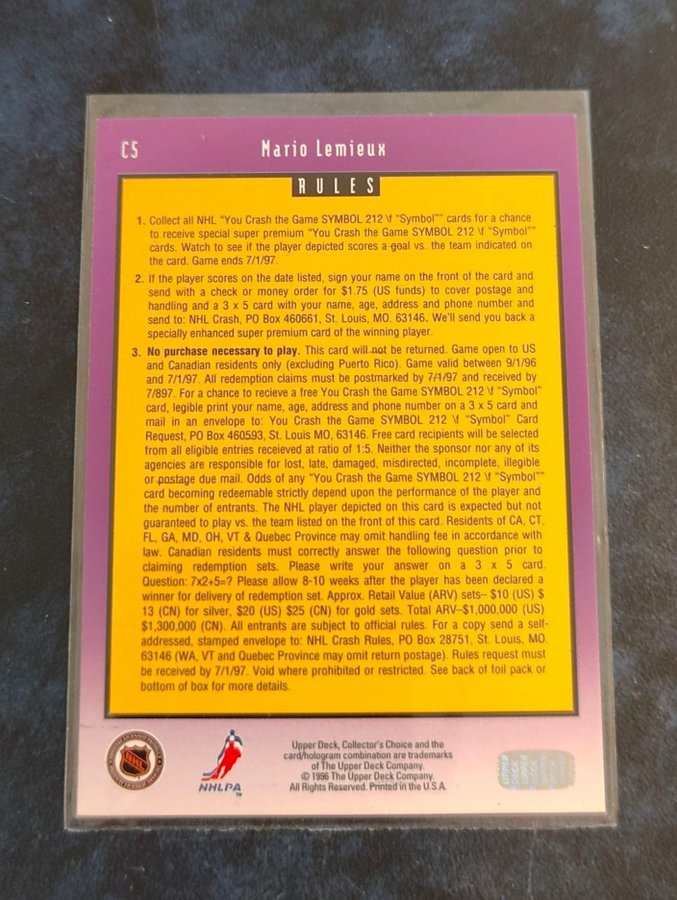 C5
Mario Lemieux
RULES
1. Collect all NHL "You Crash the Game SYMBOL 212 \f "Symbol"" cards for a chance
to receive special super premium "You Crash the Game SYMBOL 212 \f "Symbol""
cards. Watch to see if the player depicted scores a goal vs. the team indicated on
the card. Game ends 7/1/97.
2. If the player scores on the date listed, sign your name on the front of the card and
send with a check or money order for $1.75 (US funds) to cover postage and
handling and a 3 x 5 card with your name, age, address and phone number and
send to: NHL Crash, PO Box 460661, St. Louis, MO. 63146. We'll send you back a
specially enhanced super premium card of the winning player.
3. No purchase necessary to play. This card will not be returned. Game open to US
and Canadian residents only (excluding Puerto Rico). Game valid between 9/1/96
and 7/1/97. All redemption claims must be postmarked by 7/1/97 and received by
7/897. For a chance to recieve a free You Crash the Game SYMBOL 212 \f "Symbol"
card, legible print your name, age, address and phone number on a 3 x 5 card and
mail in an envelope to: You Crash the Game SYMBOL 212 \f "Symbol" Card
Request, PO Box 460593, St. Louis MO, 63146. Free card recipients will be selected
from all eligible entries receieved at ratio of 1:5. Neither the sponsor nor any of its
agencies are responsible for lost, late, damaged, misdirected, incomplete, illegible
or postage due mail. Odds of any "You Crash the Game SYMBOL 212 \f "Symbol""
card becoming redeemable strictly depend upon the performance of the player and
the number of entrants. The NHL player depicted on this card is expected but not
guaranteed to play vs. the team listed on the front of this card. Residents of CA, CT,
FL, GA, MD, OH, VT & Quebec Province may omit handling fee in accordance with
law. Canadian residents must correctly answer the following question prior to
claiming redemption sets. Please write your answer on a 3 x 5 card.
Question: 7x2+5=? Please allow 8-10 weeks after the player has been declared a
winner for delivery of redemption set. Approx. Retail Value (ARV) sets– $10 (US) $
13 (CN) for silver, $20 (US) $25 (CN) for gold sets. Total ARV–$1,000,000 (US)
$1,300,000 (CN). All entrants are subject to official rules. For a copy send a self-
addressed, stamped envelope to: NHL Crash Rules, PO Box 28751, St. Louis, MO.
63146 (WA, VT and Quebec Province may omit return postage). Rules request must
be received by 7/1/97. Void where prohibited or restricted. See back of foil pack or
bottom of box for more details.
NHL
NHLPA
TM
Upper Deck, Collector's Choice and the
card/hologram combination are trademarks
of The Upper Deck Company.
© 1996 The Upper Deck Company.
All Rights Reserved. Printed in the U.S.A.
UPPER
DECK